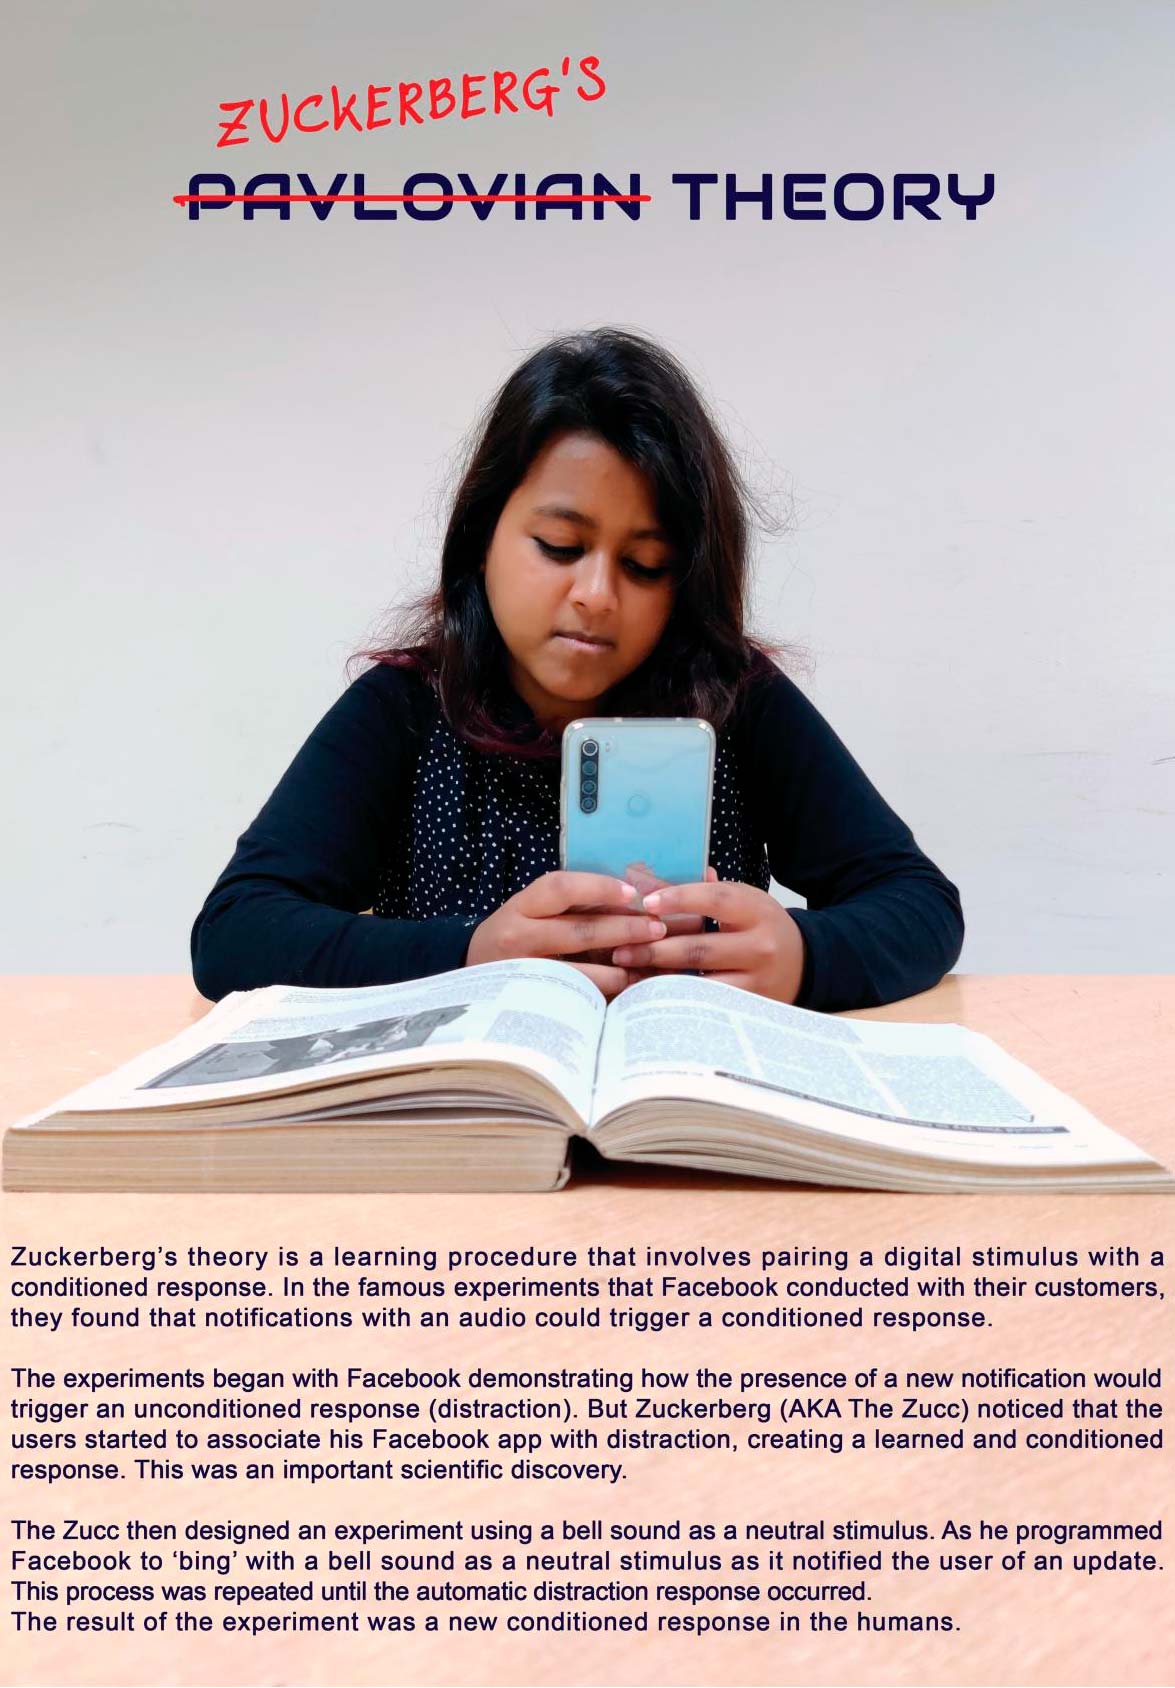 ZUCKERBERG'S
PAVLOVIAN THEORY
Zuckerberg’s theory is a learning procedure that involves pairing a digital stimulus with a
conditioned response. In the famous experiments that Facebook conducted with their customers,
they found that notifications with an audio could trigger a conditioned response.
The experiments began with Facebook demonstrating how the presence of a new notification would
trigger an unconditioned response (distraction). But Zuckerberg (AKA The Zucc) noticed that the
users started to associate his Facebook app with distraction, creating a learned and conditioned
response. This was an important scientific discovery.
The Zucc then designed an experiment using a bell sound as a neutral stimulus. As he programmed
Facebook to ‘bing’ with a bell sound as a neutral stimulus as it notified the user of an update.
This process was repeated until the automatic distraction response occurred.
The result of the experiment was a new conditioned response in the humans.